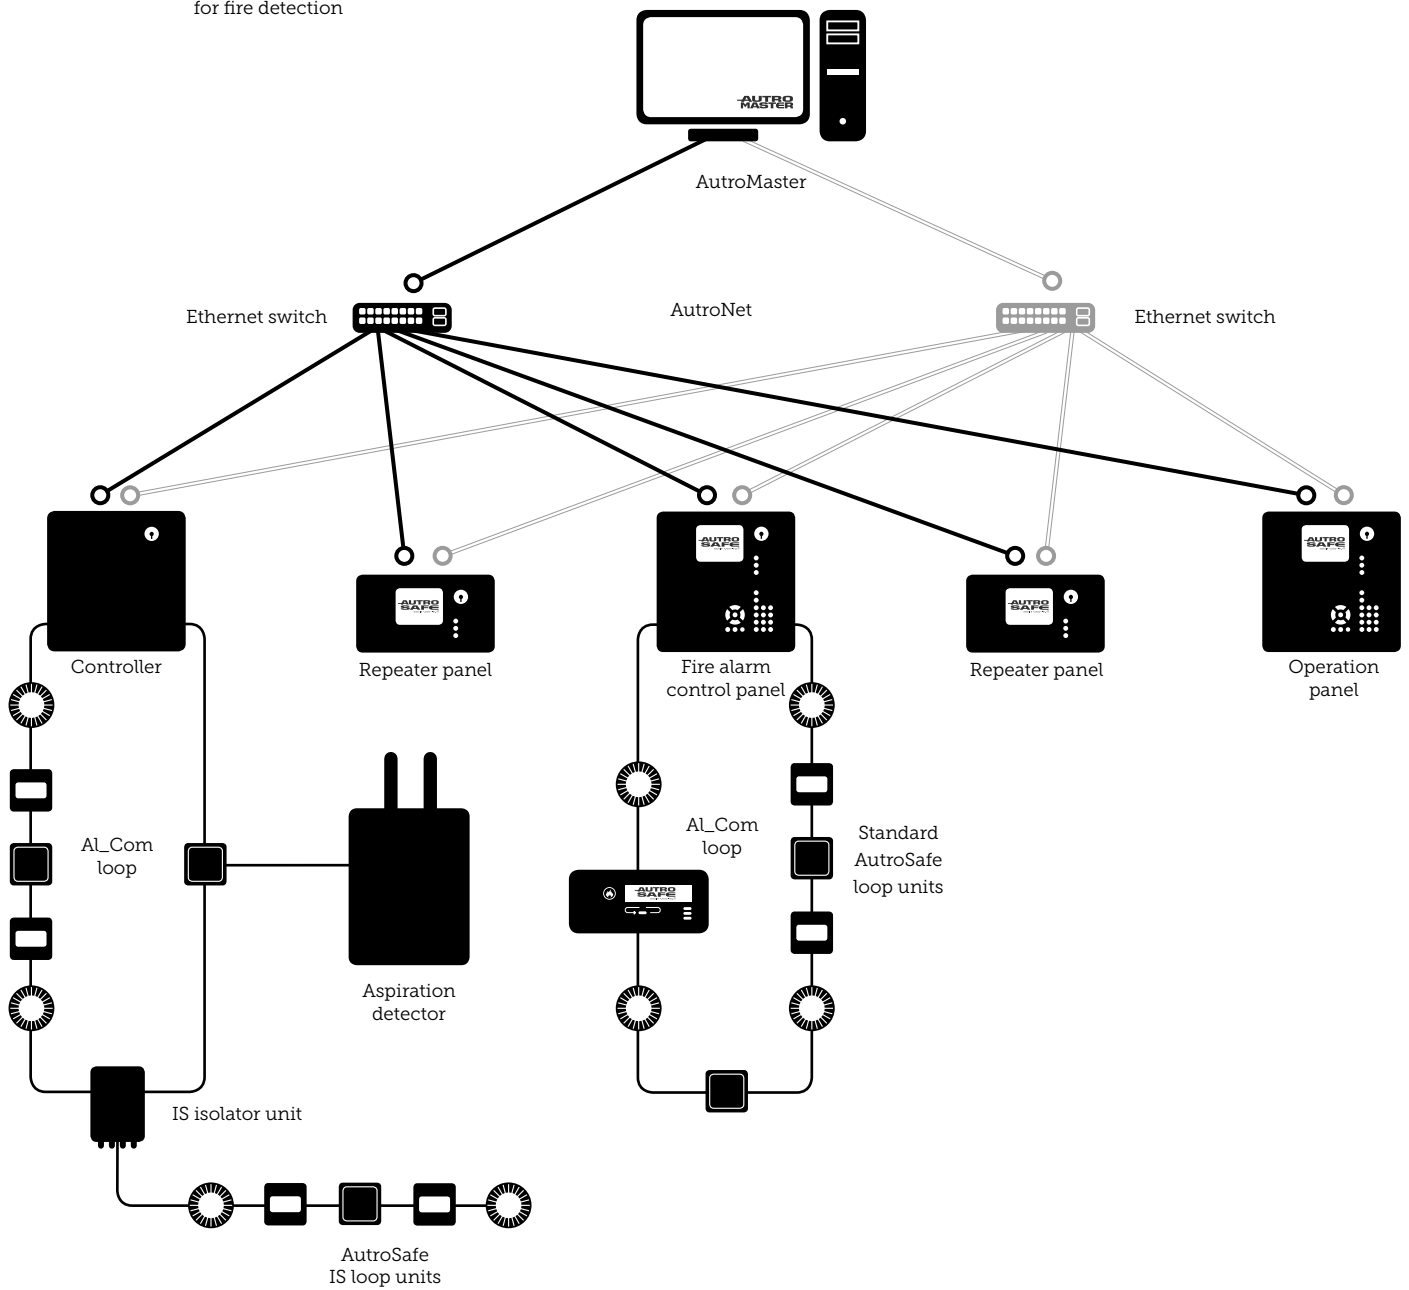 for fire detection
AUTRO
MASTER
AutroMaster
Ethernet switch
AutroNet
Ethernet switch
AUTRO
SAFE
AUTRO
SAFE
AUTRO
SAFE
AUTRO
SAFE
Controller
Repeater panel
Fire alarm
control panel
Repeater panel
Operation
panel
Al_Com
loop
Al_Com
loop
Standard
AutroSafe
loop units
AUTRO
SAFE
Aspiration
detector
IS isolator unit
AutroSafe
IS loop units